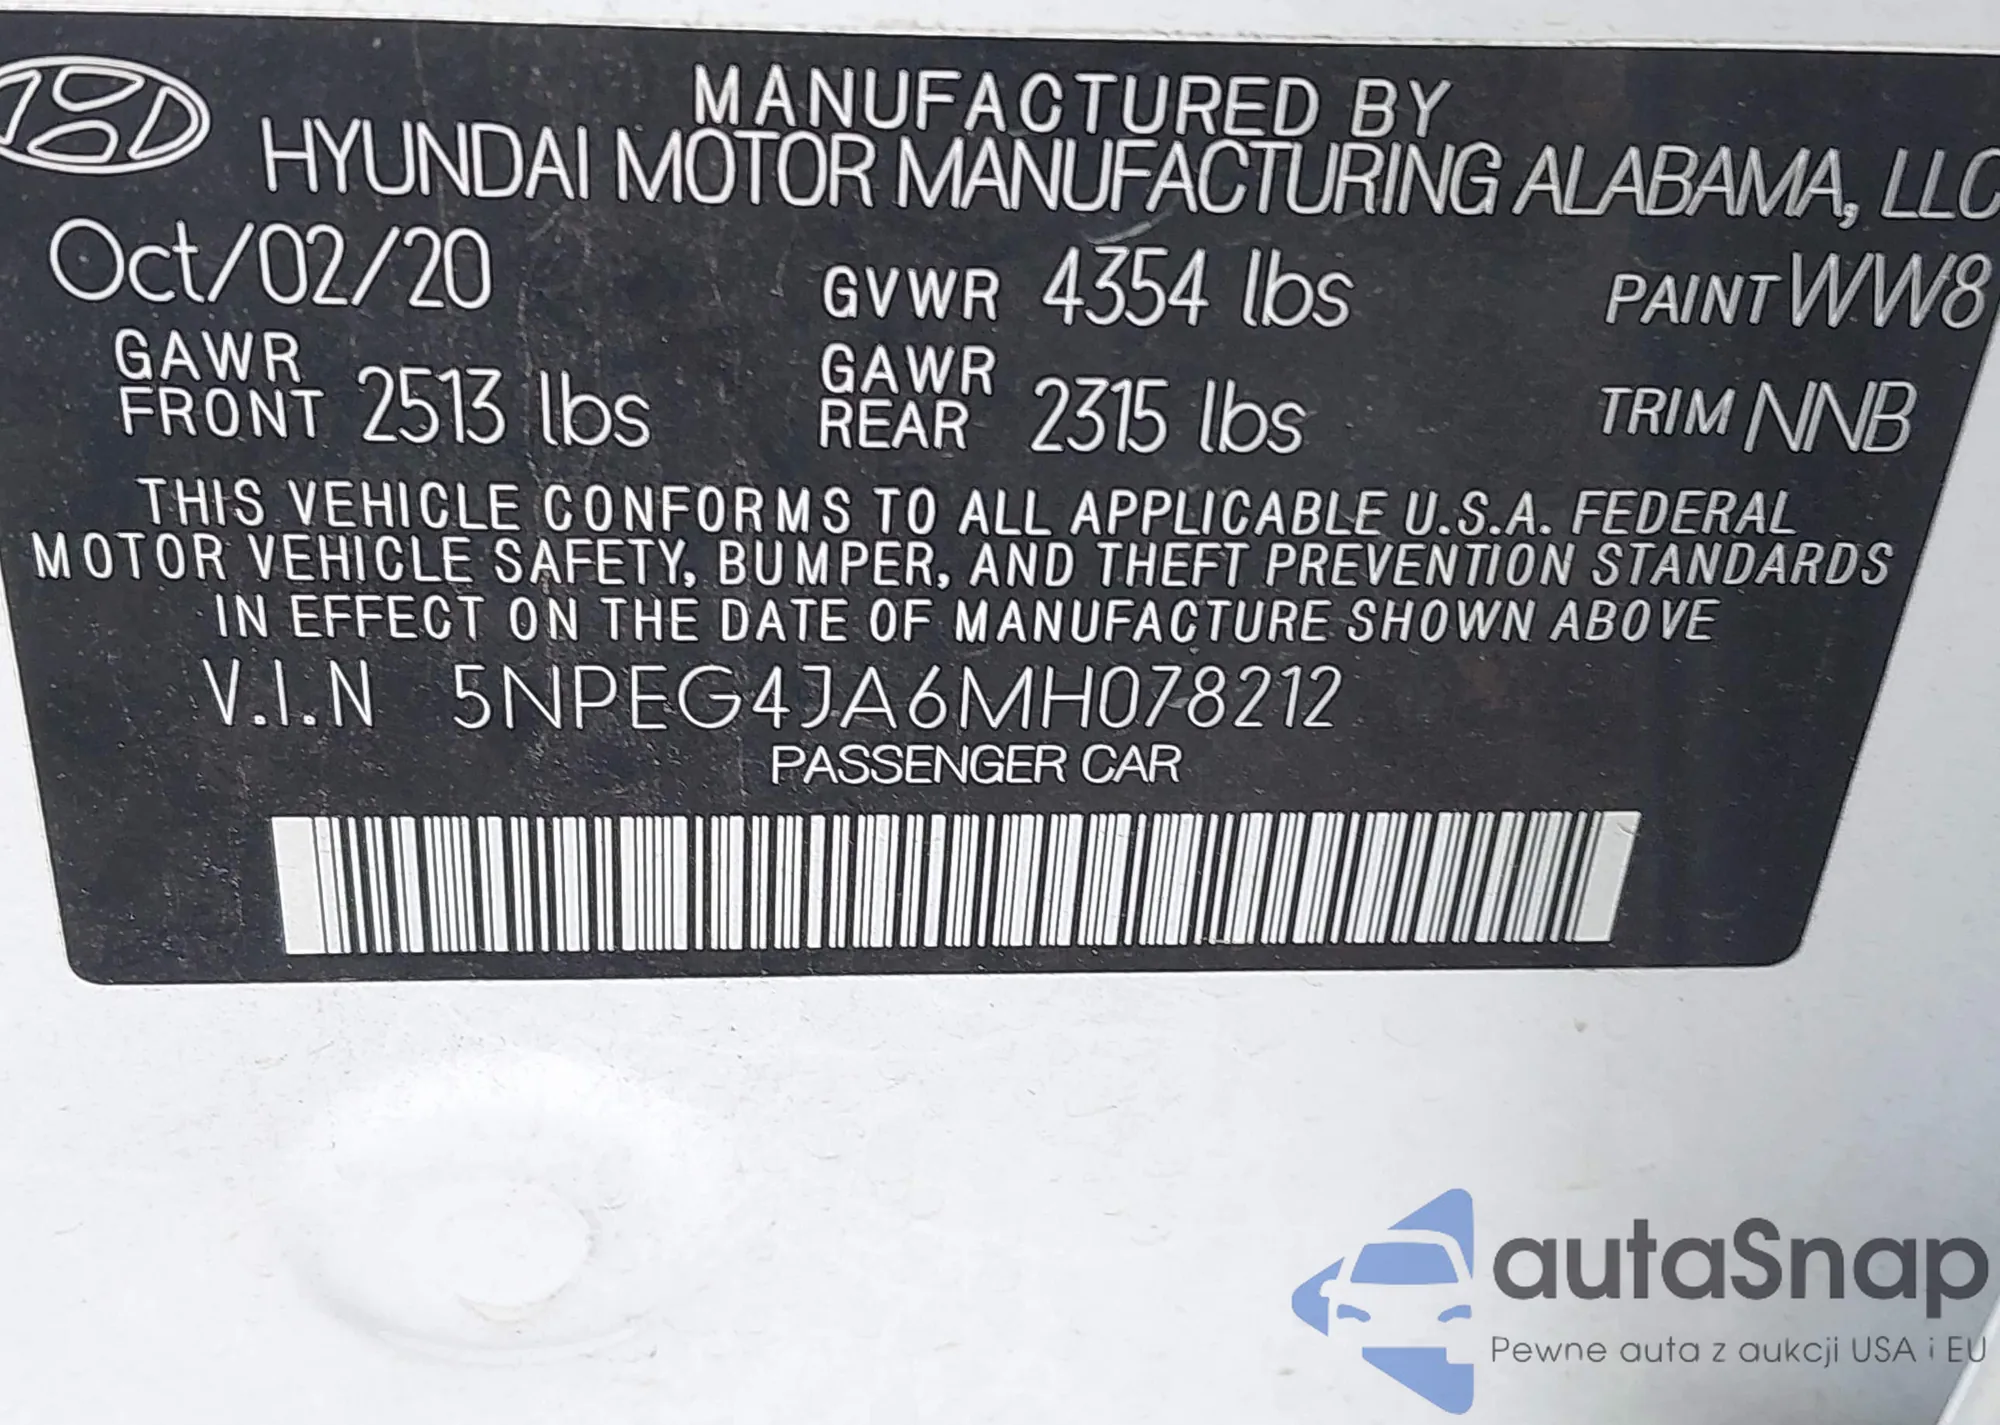 MANUFACTURED BY
HYUNDAI MOTOR MANUFACTURING ALABAMA, LLC
Oct/02/20 GVWR 4354 lbs PAINT WW8
GAWR FRONT 2513 lbs GAWR REAR 2315 lbs TRIM NNB
THIS VEHICLE CONFORMS TO ALL APPLICABLE U.S.A. FEDERAL
MOTOR VEHICLE SAFETY, BUMPER, AND THEFT PREVENTION STANDARDS
IN EFFECT ON THE DATE OF MANUFACTURE SHOWN ABOVE
V.I.N 5NPEG4JA6MH078212
PASSENGER CAR
autaSnap
Pewne auta z aukcji USA i EU